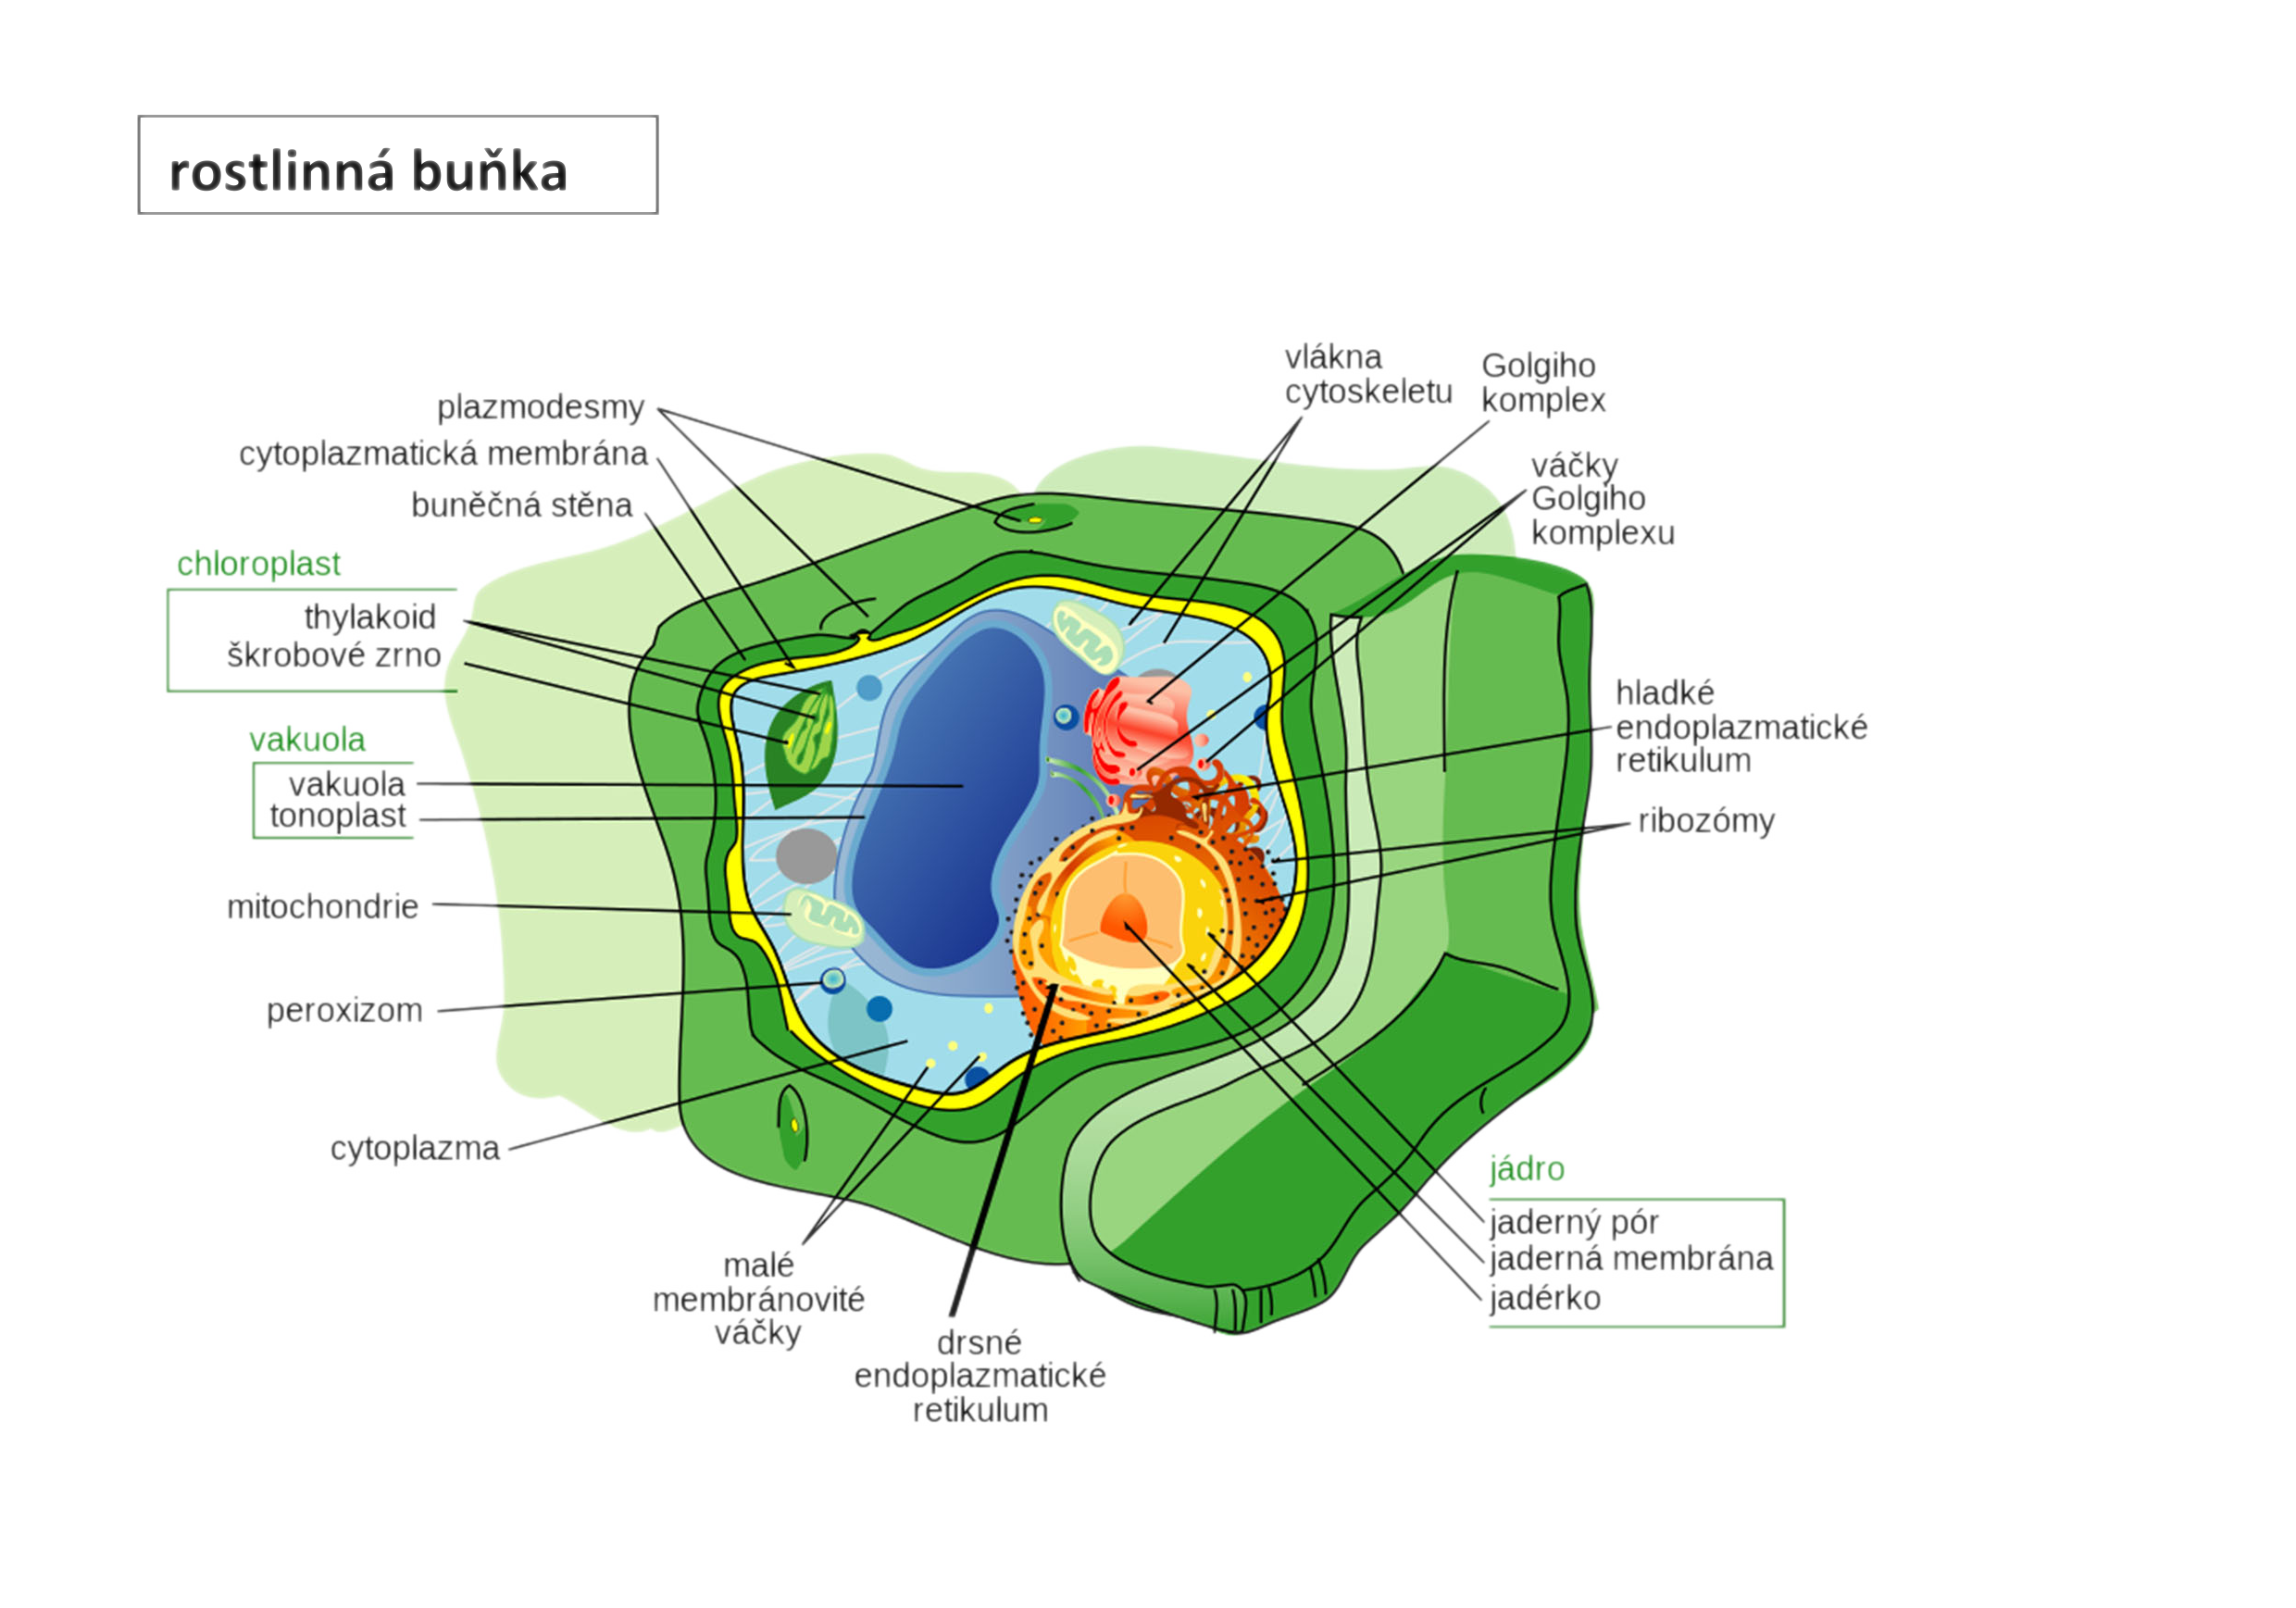 rostlinná buňka
plazmodesmy
cytoplazmatická membrána
buněčná stěna
chloroplast
thylakoid
škrobové zrno
vakuola
vakuola
tonoplast
mitochondrie
peroxizom
cytoplazma
malé
membránovité
váčky
drsné
endoplazmatické
retikulum
vlákna
cytoskeletu
Golgiho
komplex
váčky
Golgiho
komplexu
hladké
endoplazmatické
retikulum
ribozómy
jádro
jaderný pór
jaderná membrána
jadérko